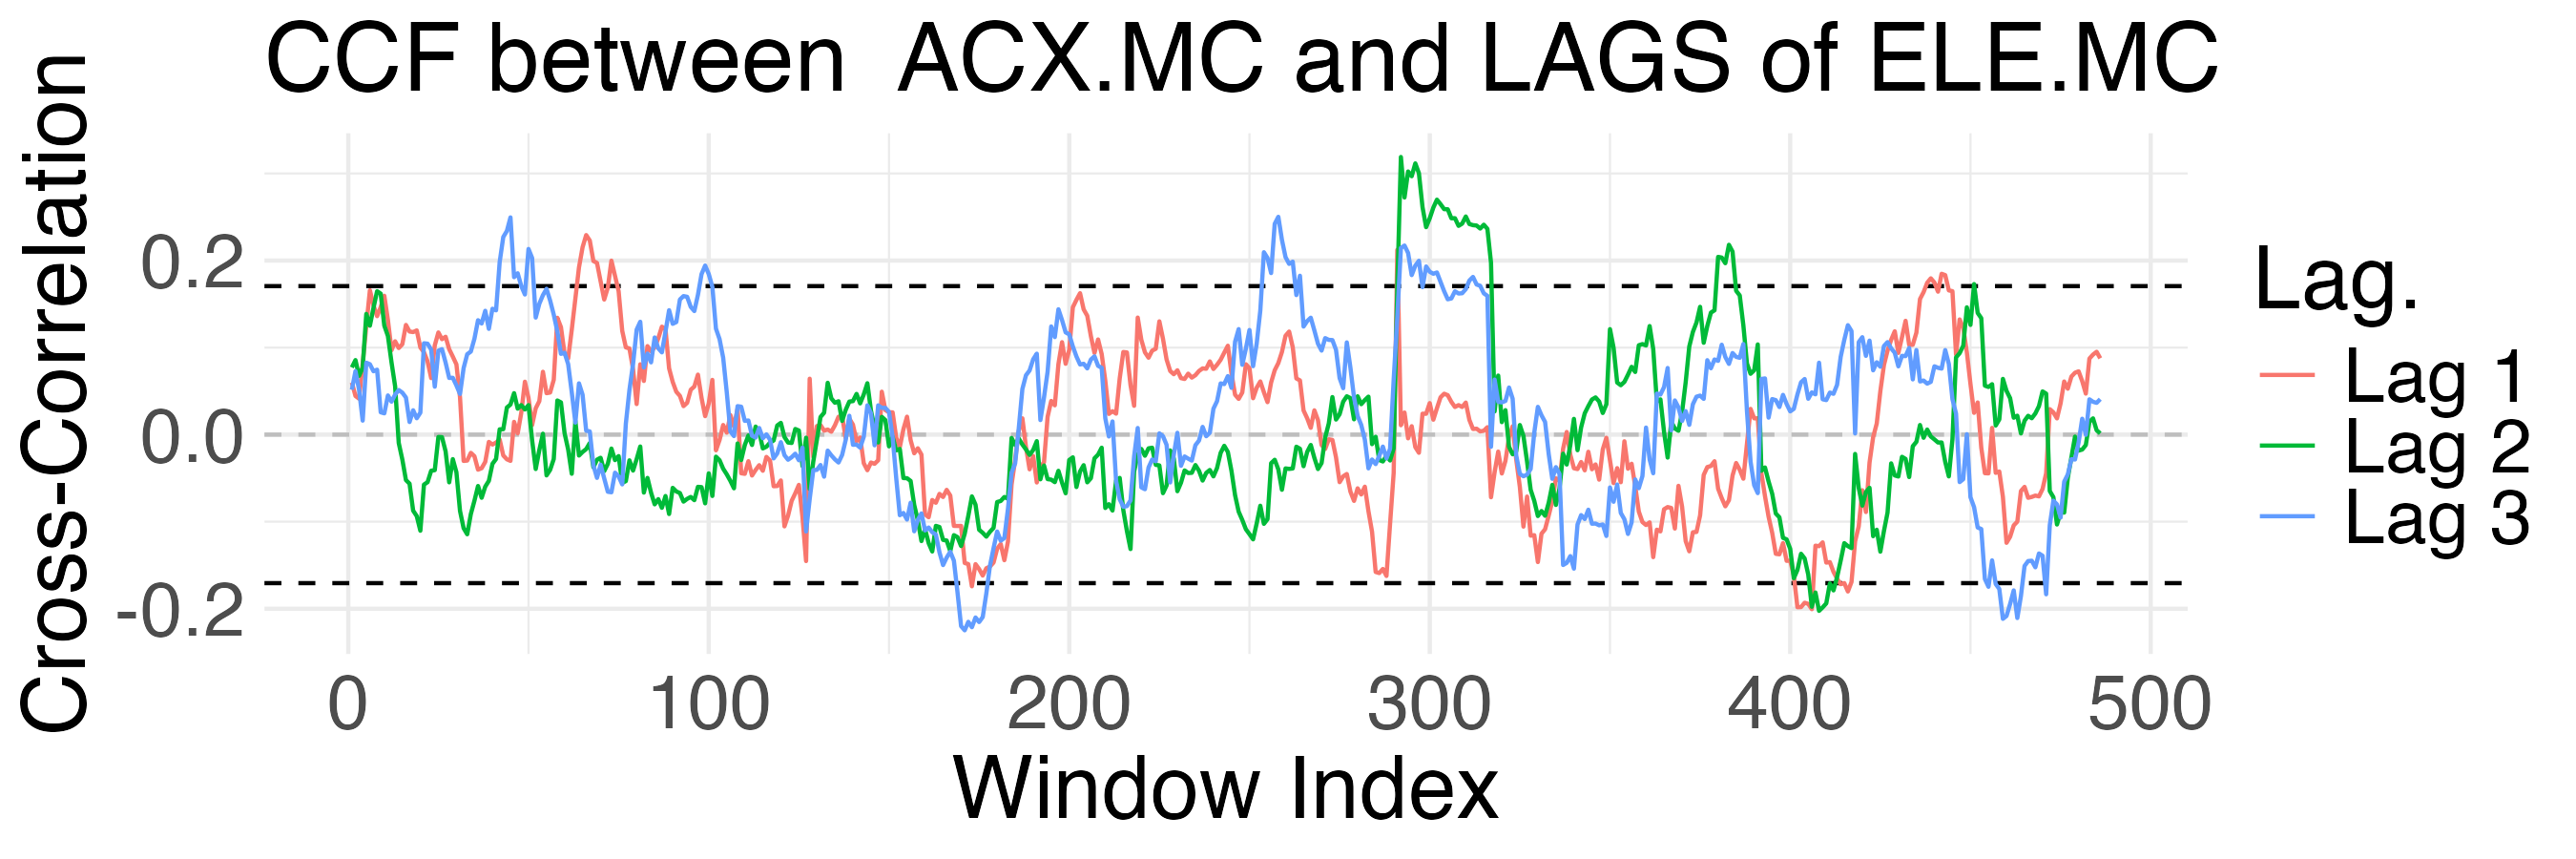 CCF between  ACX.MC and LAGS of ELE.MC
Cross-Correlation
0.2
0.0
-0.2
0 100 200 300 400 500
Window Index
Lag.
Lag 1
Lag 2
Lag 3